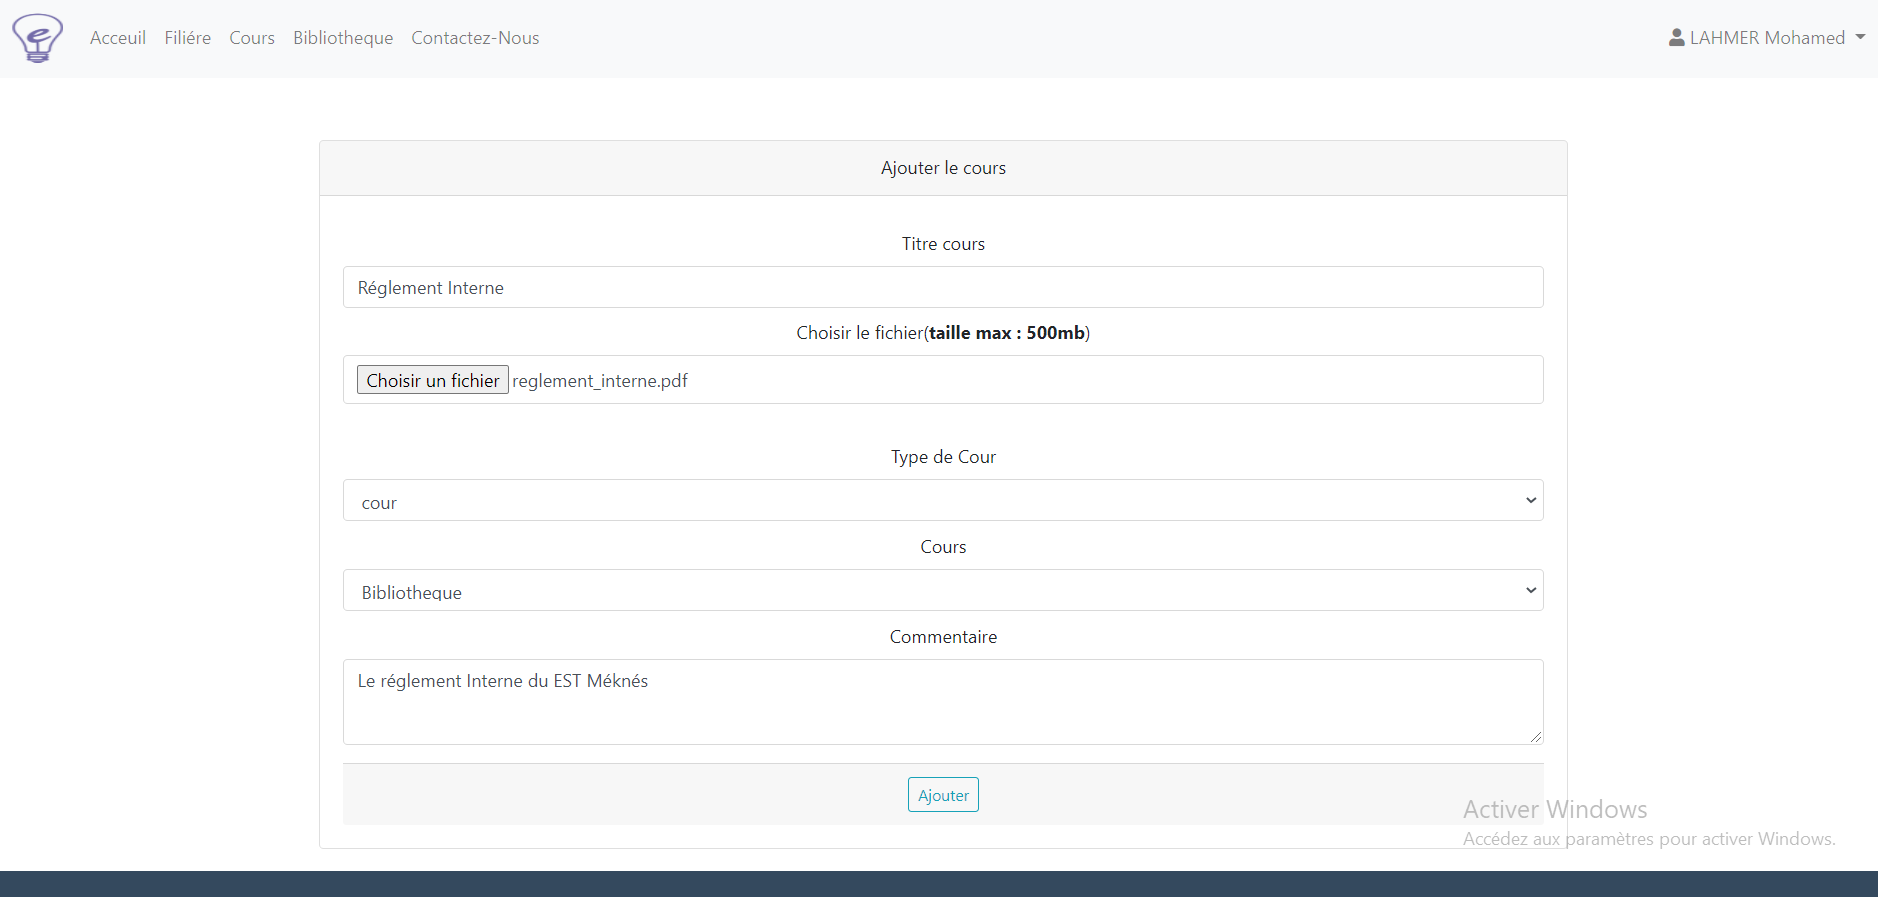 e
Acceuil Filiére Cours Bibliotheque Contactez-Nous LAHMER Mohamed
Ajouter le cours
Titre cours
Réglement Interne
Choisir le fichier(taille max : 500mb)
Choisir un fichier reglement_interne.pdf
Type de Cour
cour
Cours
Bibliotheque
Commentaire
Le réglement Interne du EST Méknés
Ajouter
Activer Windows
Accédez aux paramètres pour activer Windows.